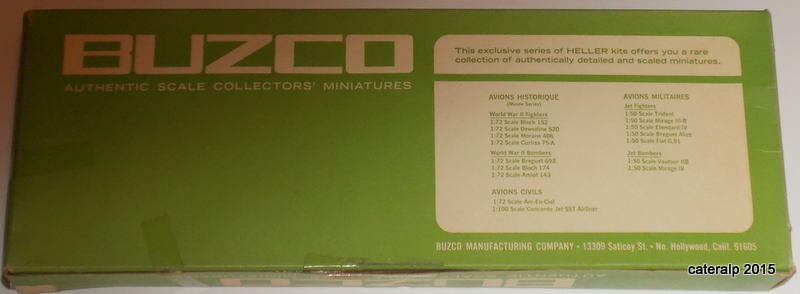 BUZCO
AUTHENTIC SCALE COLLECTORS' MINIATURES
This exclusive series of HELLER kits offers you a rare
collection of authentically detailed and scaled miniatures.
AVIONS HISTORIQUE
(Musée Series)
World War II Fighters
1:72 Scale Bloch 152
1:72 Scale Dewoitine 520
1:72 Scale Morane 406
1:72 Scale Curtiss 75-A
World War II Bombers
1:72 Scale Breguet 693
1:72 Scale Bloch 174
1:72 Scale Amiot 143
AVIONS CIVILS
1:72 Scale Arc-En-Ciel
1:100 Scale Concorde Jet SST Airliner
AVIONS MILITAIRES
Jet Fighters
1:50 Scale Trident
1:50 Scale Mirage III-R
1:50 Scale Etendard IV
1:50 Scale Breguet Alize
1:50 Scale Fiat G.91
Jet Bombers
1:50 Scale Vautour IIB
1:50 Scale Mirage IV
BUZCO MANUFACTURING COMPANY • 13309 Saticoy St. • No. Hollywood, Calif. 91605
BUZCO
cateralp 2015